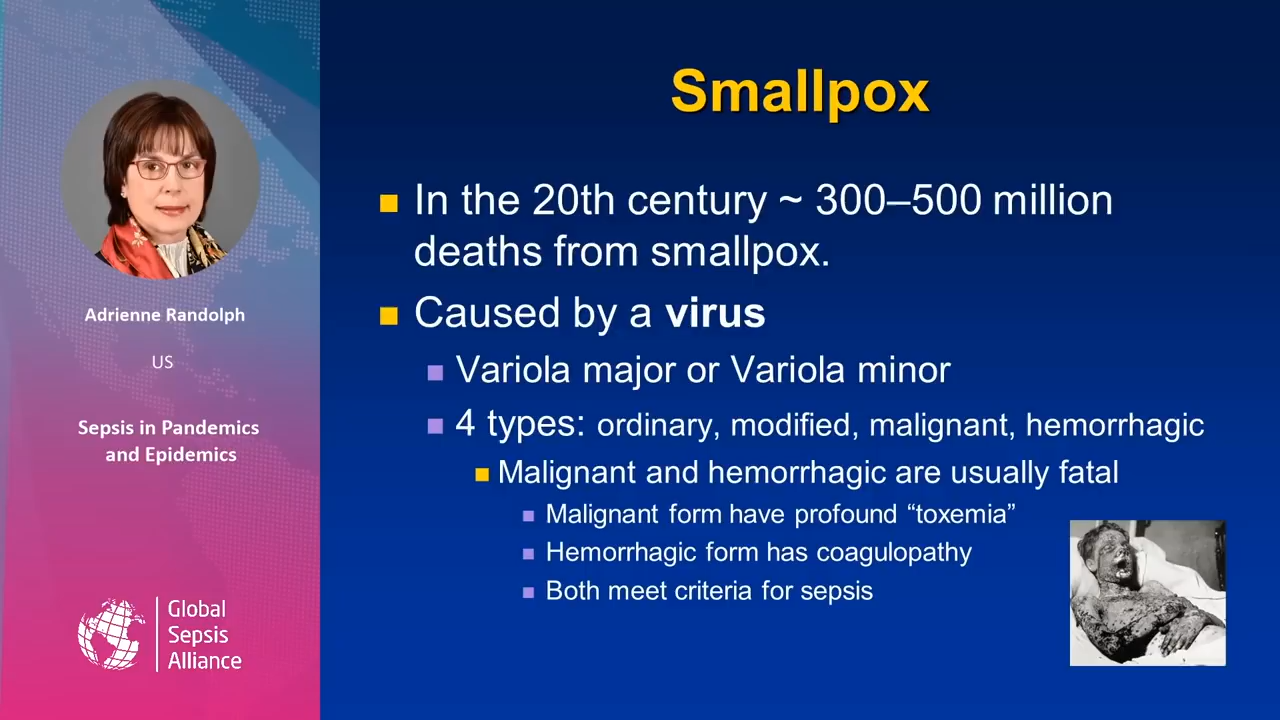 Adrienne Randolph
US
Sepsis in Pandemics
and Epidemics
Global
Sepsis
Alliance
Smallpox
In the 20th century ~ 300–500 million
deaths from smallpox.
Caused by a virus
Variola major or Variola minor
4 types: ordinary, modified, malignant, hemorrhagic
Malignant and hemorrhagic are usually fatal
Malignant form have profound “toxemia”
Hemorrhagic form has coagulopathy
Both meet criteria for sepsis